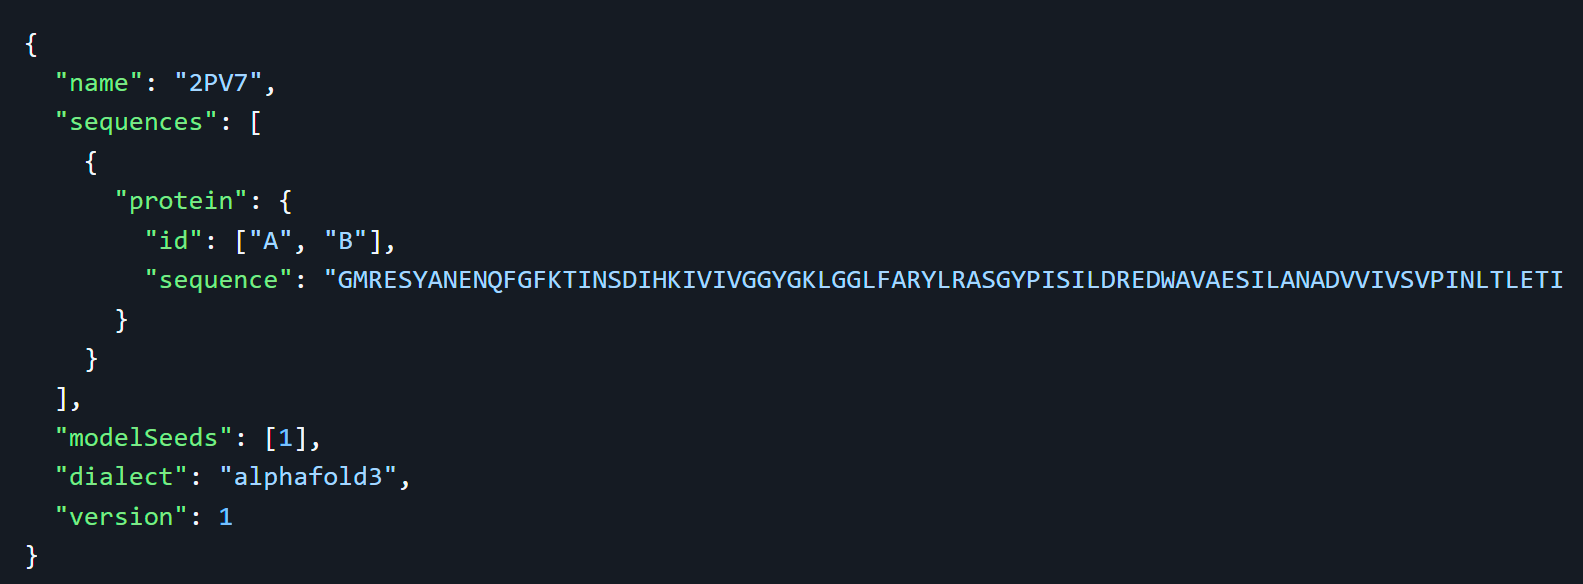 {
  "name": "2PV7",
  "sequences": [
    {
      "protein": {
        "id": ["A", "B"],
        "sequence": "GMRESYANENQFGFKTINSDIHKIVIVGGYGKLGGLFARYLRASGYPISILDREDWAVAESILANADVVIVSVPINLTLETI
      }
    }
  ],
  "modelSeeds": [1],
  "dialect": "alphafold3",
  "version": 1
}